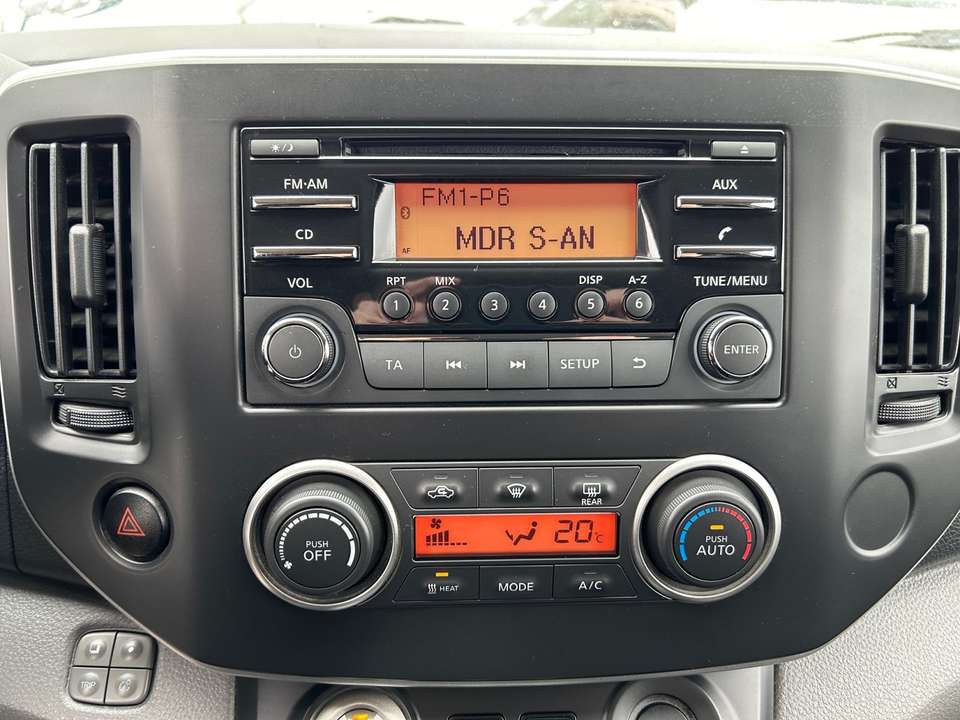 FM·AM
AUX
FM1-P6
MDR S-AN
AF
CD
VOL
RPT MIX DISP A-Z
TUNE/MENU
1 2 3 4 5 6
TA SETUP
ENTER
REAR
PUSH
OFF
20°C
PUSH
AUTO
HEAT MODE A/C
TRIP